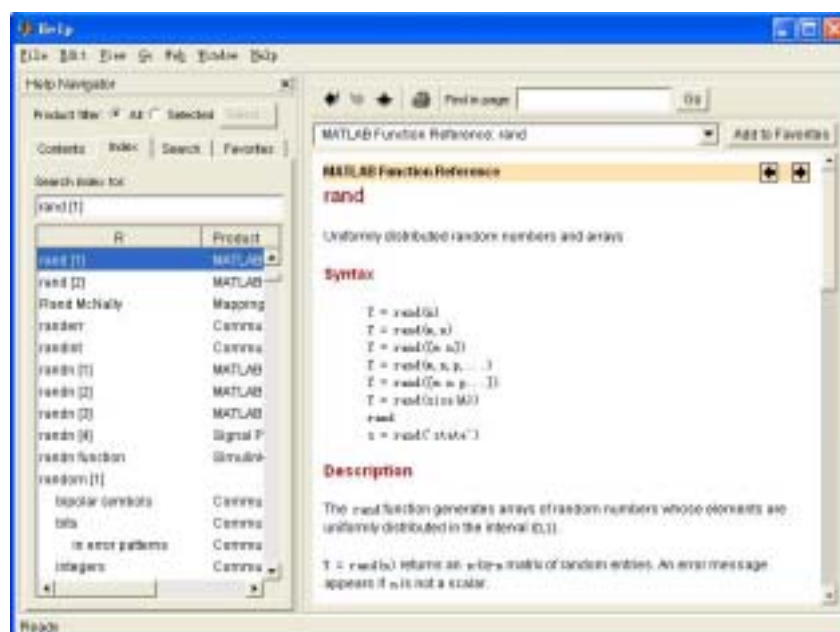 Help
File Edit View Go Web Window Help
Help Navigator
Product filter: All Selected
Contents Index Search Favorites
Search index for:
rand [1]
R Product
rand [1] MATLAB
rand [2] MATLAB
Rand McNally Mapping
randerr Commu
randint Commu
randn [1] MATLAB
randn [2] MATLAB
randn [3] MATLAB
randn [4] Signal P
randn function Simulink
random [1]
bipolar symbols Commu
bits Commu
in error patterns Commu
integers Commu
Ready
Find in page: Go
MATLAB Function Reference: rand Add to Favorites
MATLAB Function Reference
rand
Uniformly distributed random numbers and arrays
Syntax
Y = rand(n)
Y = rand(m,n)
Y = rand([m n])
Y = rand(m,n,p,...)
Y = rand([m n p...])
Y = rand(size(A))
rand
s = rand('state')
Description
The rand function generates arrays of random numbers whose elements are
uniformly distributed in the interval (0,1).
Y = rand(n) returns an n-by-n matrix of random entries. An error message
appears if n is not a scalar.